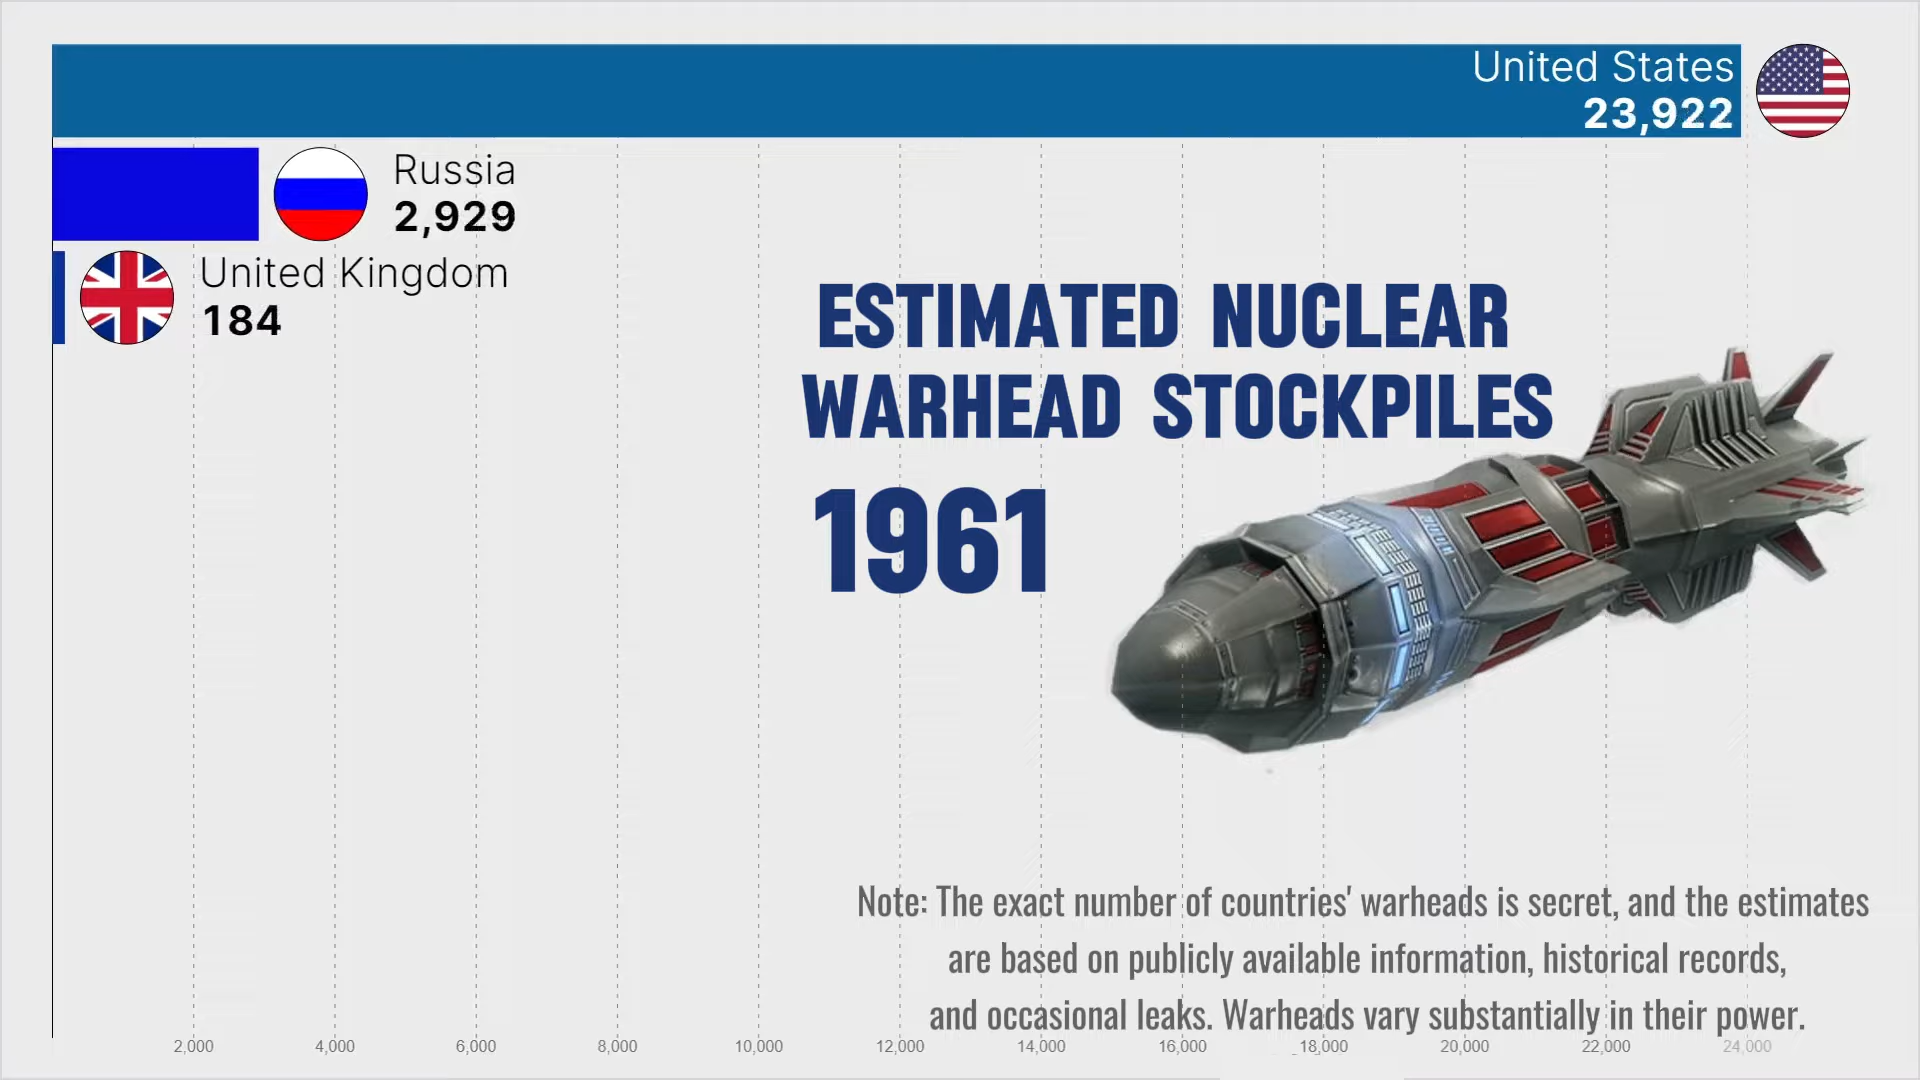 United States
23,922
Russia
2,929
United Kingdom
184
ESTIMATED NUCLEAR
WARHEAD STOCKPILES
1961
Note: The exact number of countries' warheads is secret, and the estimates
are based on publicly available information, historical records,
and occasional leaks. Warheads vary substantially in their power.
2,000 4,000 6,000 8,000 10,000 12,000 14,000 16,000 18,000 20,000 22,000 24,000